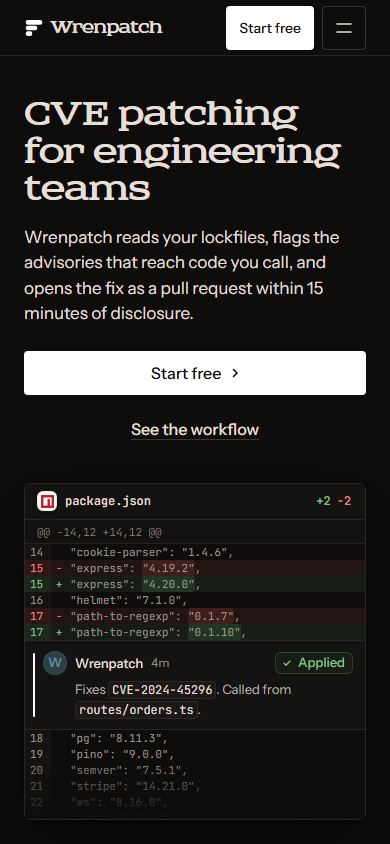 Wrenpatch
Start free
CVE patching
for engineering
teams
Wrenpatch reads your lockfiles, flags the
advisories that reach code you call, and
opens the fix as a pull request within 15
minutes of disclosure.
Start free
See the workflow
package.json +2 -2
@@ -14,12 +14,12 @@
14 "cookie-parser": "1.4.6",
15 - "express": "4.19.2",
15 + "express": "4.20.0",
16 "helmet": "7.1.0",
17 - "path-to-regexp": "0.1.7",
17 + "path-to-regexp": "0.1.10",
W Wrenpatch 4m Applied
Fixes CVE-2024-45296. Called from
routes/orders.ts.
18 "pg": "8.11.3",
19 "pino": "9.0.0",
20 "semver": "7.5.1",
21 "stripe": "14.21.0",
22 "ws": "8.16.0",